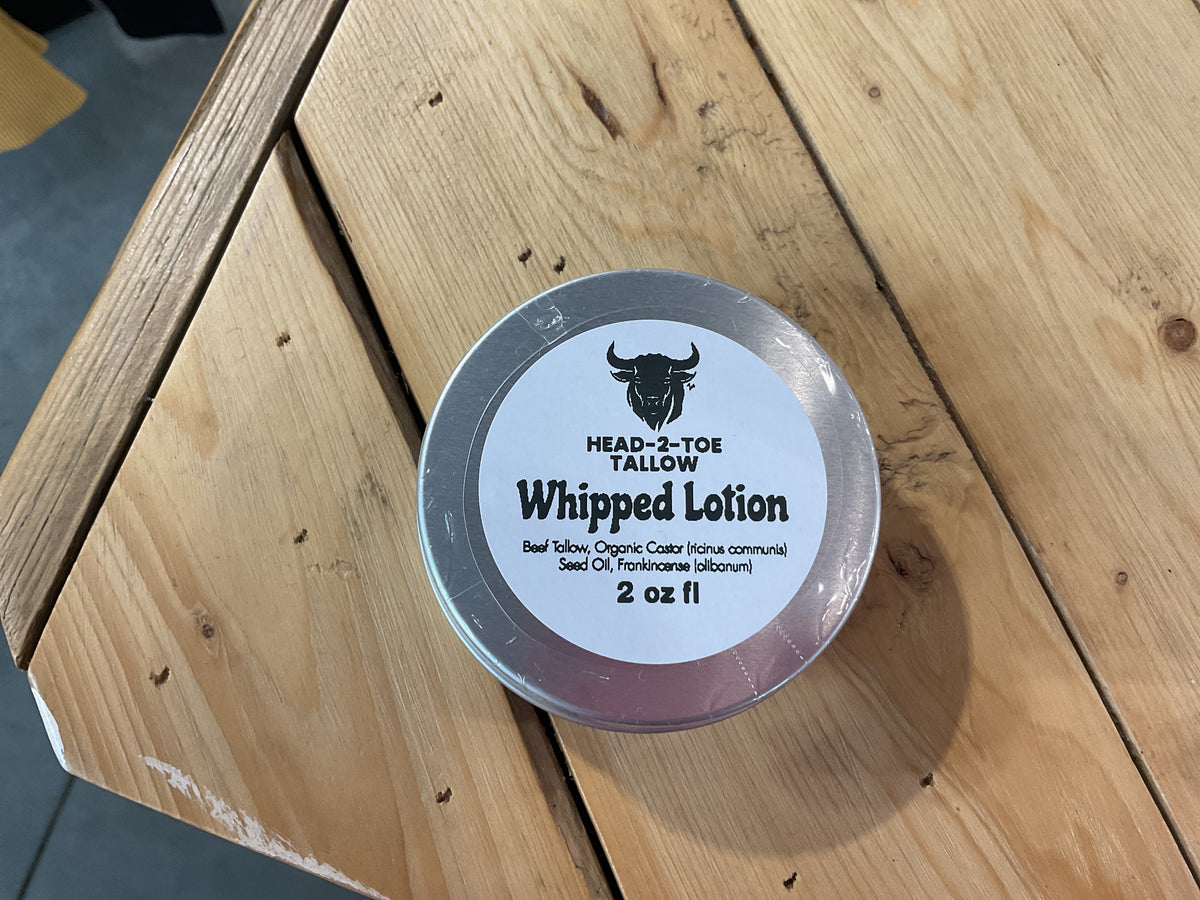 HEAD-2-TOE
TALLOW
Whipped Lotion
Beef Tallow, Organic Castor (ricinus communis)
Seed Oil, Frankincense (olibanum)
2 oz fl